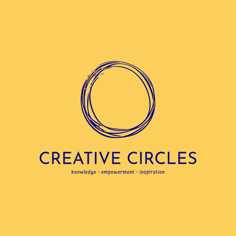 CREATIVE CIRCLES
knowledge - empowerment - inspiration